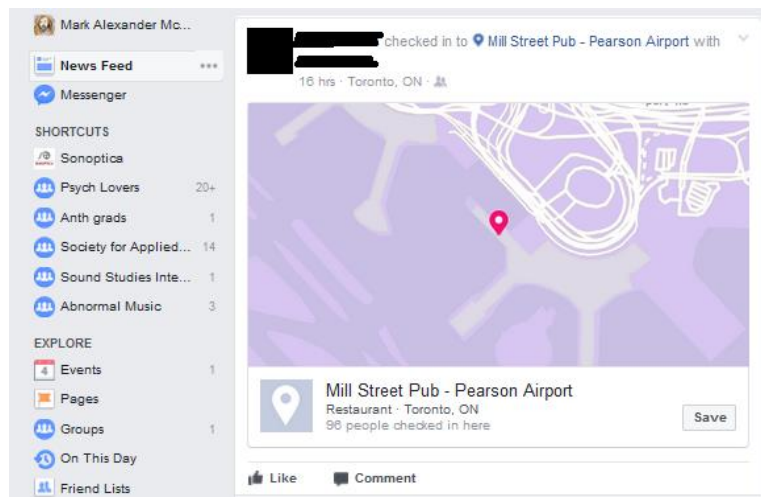 Mark Alexander Mc...
News Feed
Messenger
SHORTCUTS
Sonoptica
Psych Lovers 20+
Anth grads 1
Society for Applied... 14
Sound Studies Inte... 1
Abnormal Music 3
EXPLORE
4 Events 1
Pages
Groups 1
On This Day
Friend Lists
checked in to Mill Street Pub - Pearson Airport with
16 hrs · Toronto, ON ·
Mill Street Pub - Pearson Airport
Restaurant · Toronto, ON
96 people checked in here
Save
Like Comment